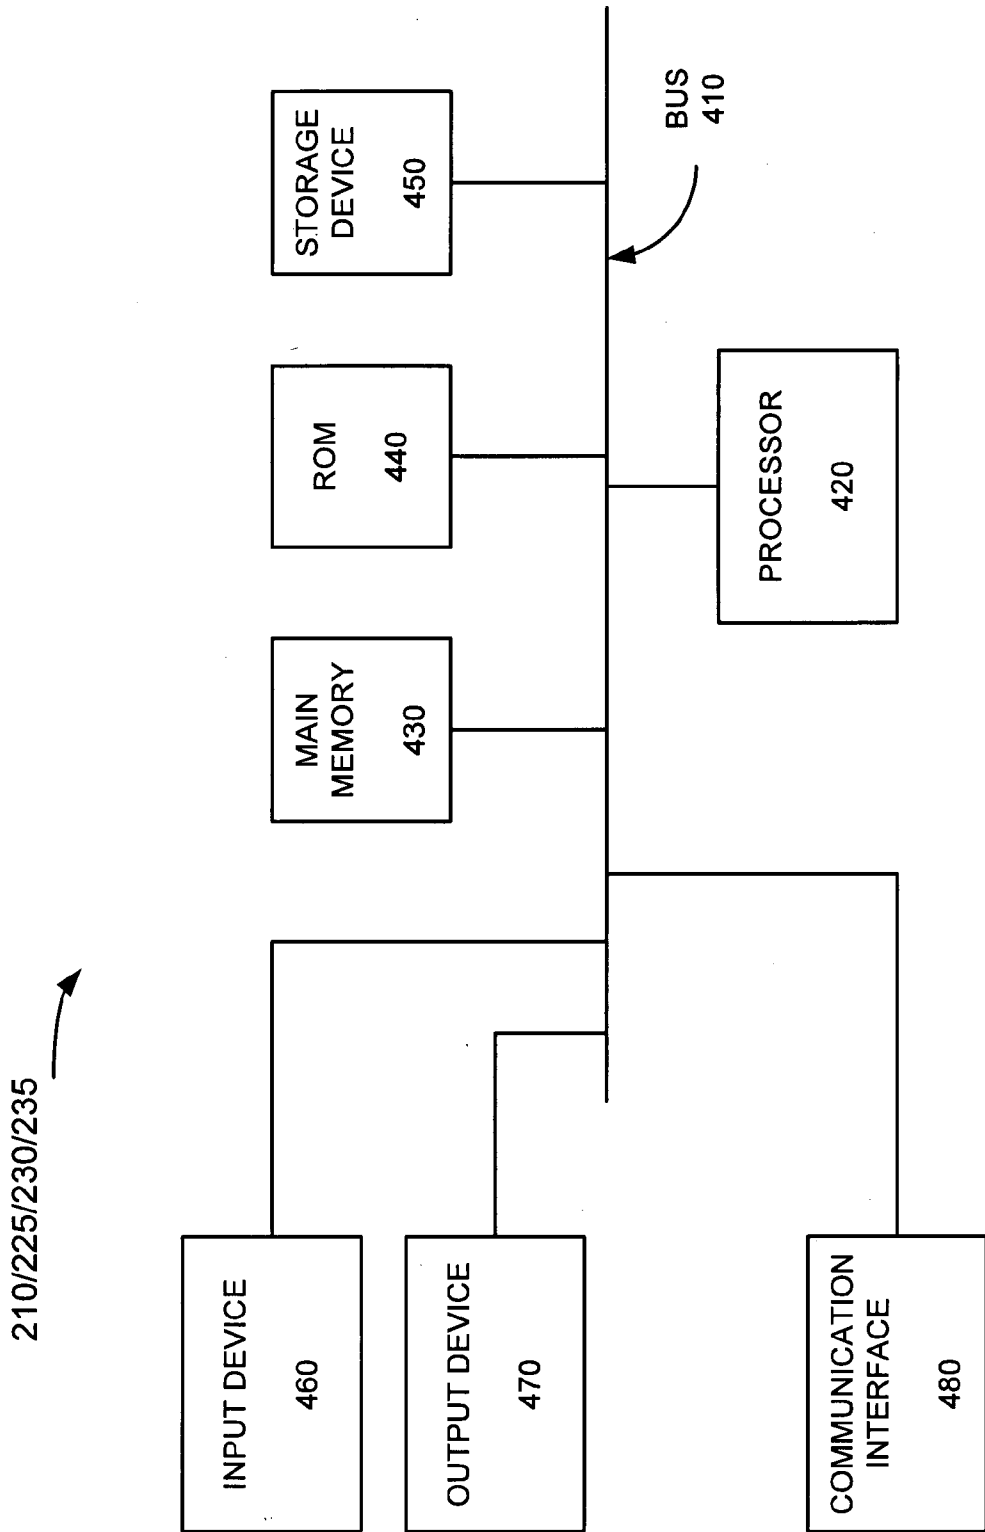 210/225/230/235
INPUT DEVICE
460
OUTPUT DEVICE
470
COMMUNICATION
INTERFACE
480
MAIN
MEMORY
430
ROM
440
STORAGE
DEVICE
450
PROCESSOR
420
BUS
410